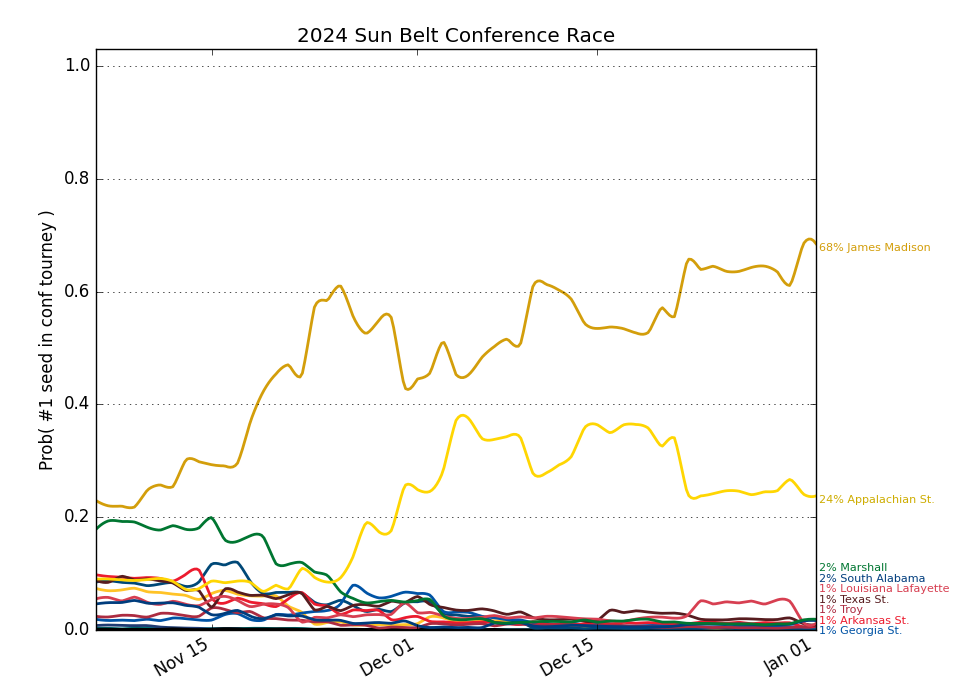 2024 Sun Belt Conference Race
Prob( #1 seed in conf tourney )
1.0
0.8
0.6
0.4
0.2
0.0
Nov 15
Dec 01
Dec 15
Jan 01
68% James Madison
24% Appalachian St.
2% Marshall
2% South Alabama
1% Louisiana Lafayette
1% Texas St.
1% Troy
1% Arkansas St.
1% Georgia St.